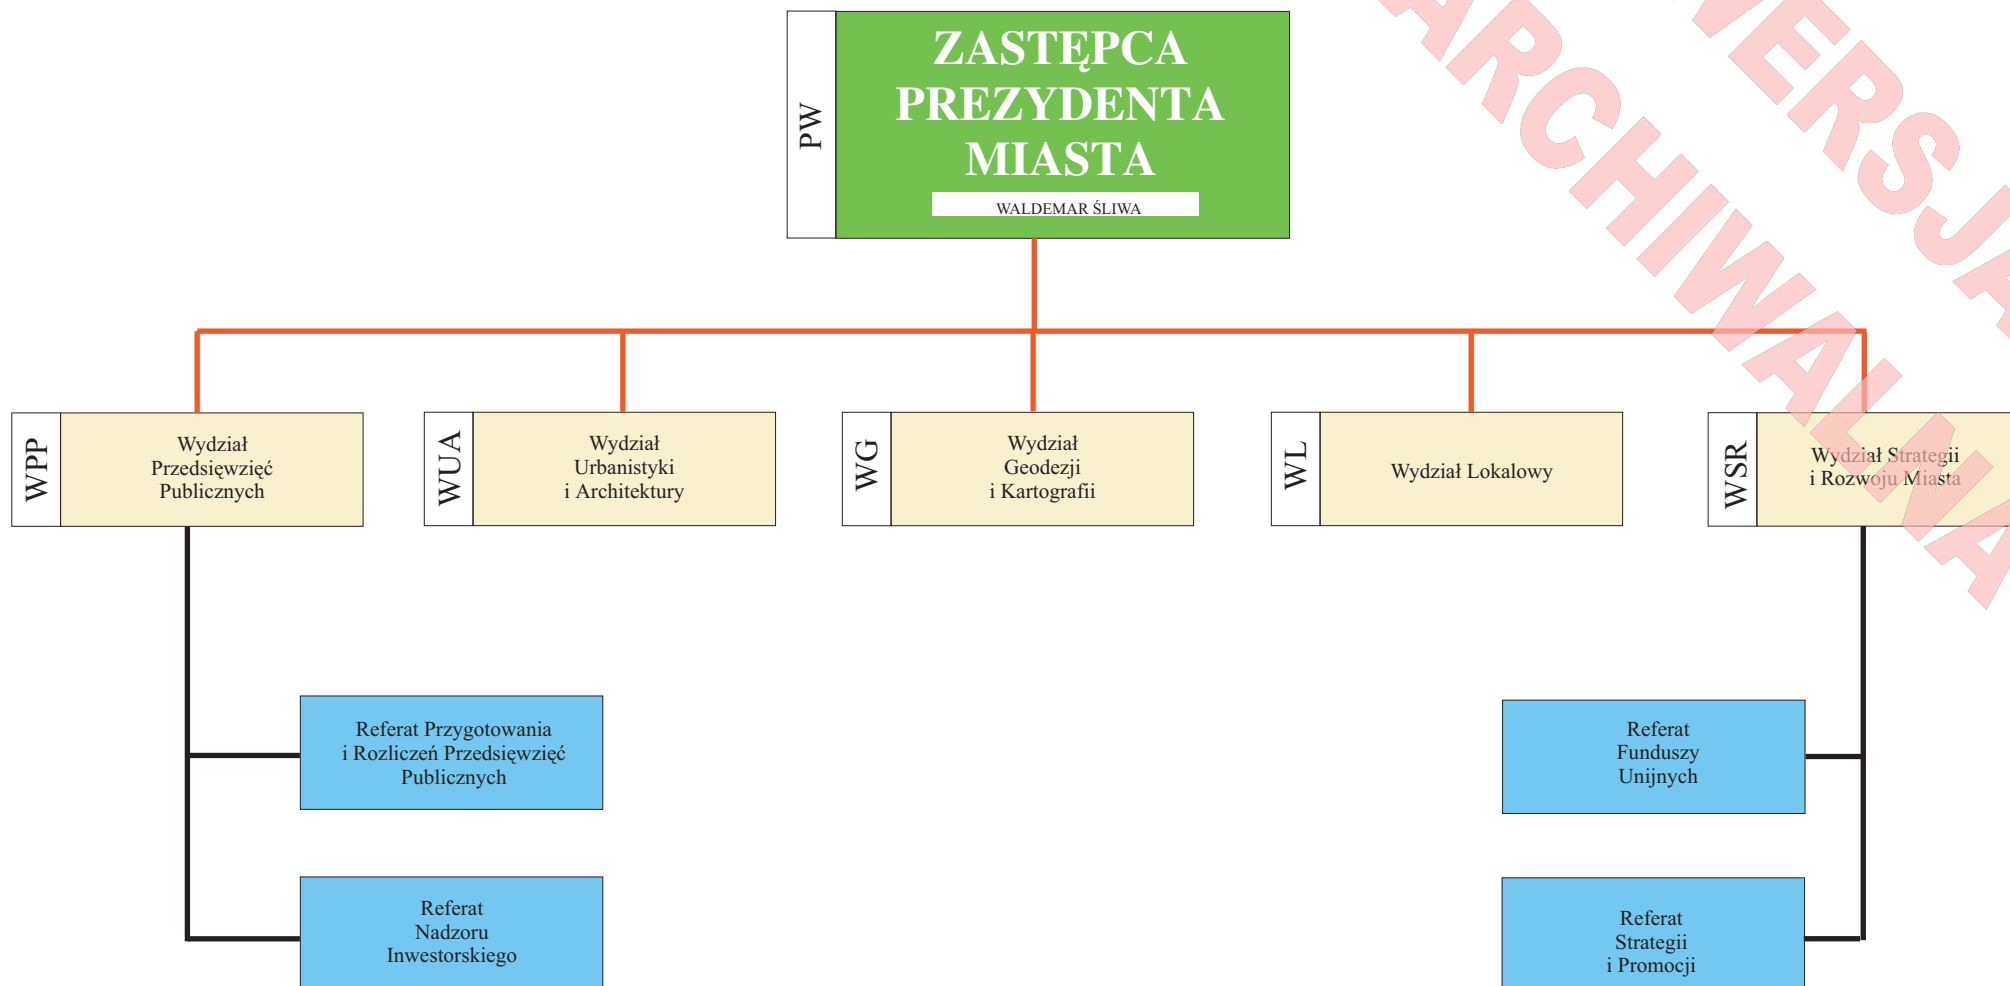 PW
ZASTĘPCA
PREZYDENTA
MIASTA
WALDEMAR ŚLIWA
WERSJA
ARCHIWALNA
WPP
Wydział
Przedsięwzięć
Publicznych
WUA
Wydział
Urbanistyki
i Architektury
WG
Wydział
Geodezji
i Kartografii
WL
Wydział Lokalowy
WSR
Wydział Strategii
i Rozwoju Miasta
Referat Przygotowania
i Rozliczeń Przedsięwzięć
Publicznych
Referat
Nadzoru
Inwestorskiego
Referat
Funduszy
Unijnych
Referat
Strategii
i Promocji